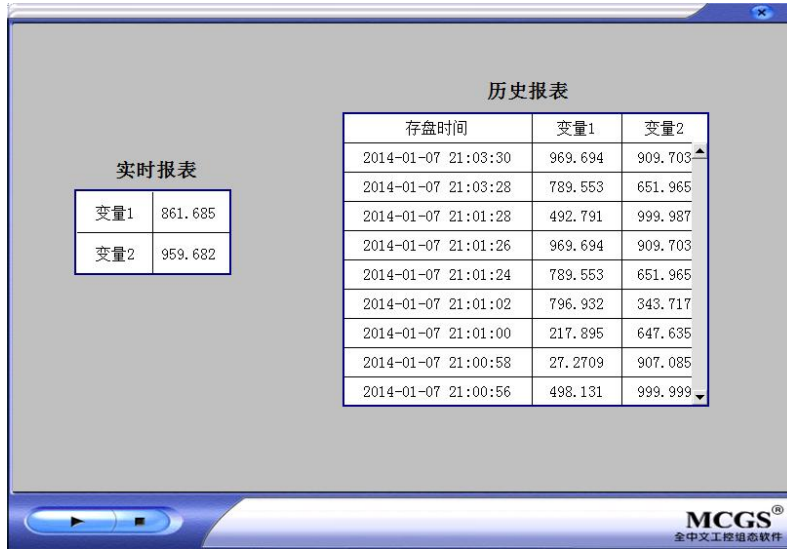 历史报表
存盘时间 变量1 变量2
2014-01-07 21:03:30 969.694 909.703
2014-01-07 21:03:28 789.553 651.965
2014-01-07 21:01:28 492.791 999.987
2014-01-07 21:01:26 969.694 909.703
2014-01-07 21:01:24 789.553 651.965
2014-01-07 21:01:02 796.932 343.717
2014-01-07 21:01:00 217.895 647.635
2014-01-07 21:00:58 27.2709 907.085
2014-01-07 21:00:56 498.131 999.999
实时报表
变量1 861.685
变量2 959.682
MCGS®
全中文工控组态软件